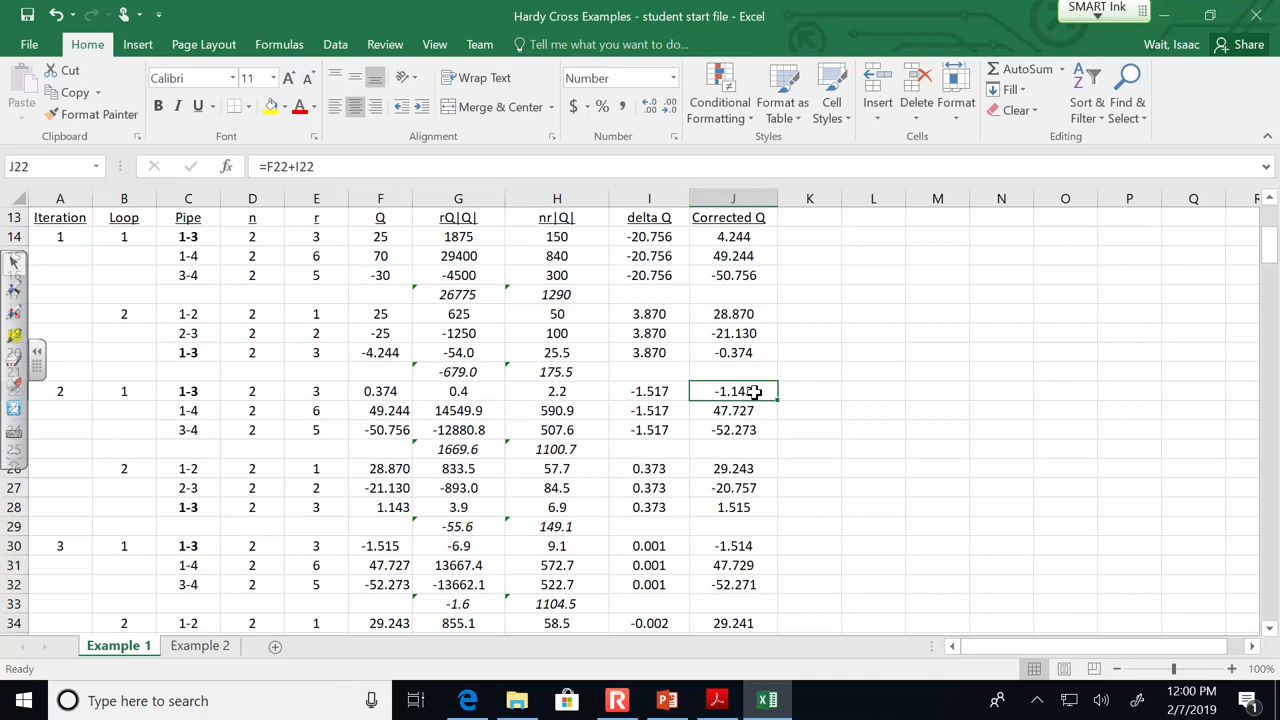 Hardy Cross Examples - student start file - Excel
SMART Ink
File Home Insert Page Layout Formulas Data Review View Team Tell me what you want to do... Wait, Isaac Share
Paste Cut Copy Format Painter Clipboard
Calibri 11 A A B I U A Font
Wrap Text Merge & Center Alignment
Number $ % , Number
Conditional Formatting Format as Table Cell Styles Styles
Insert Delete Format Cells
AutoSum Fill Clear Sort & Filter Find & Select Editing
J22 fx =F22+I22
A B C D E F G H I J K L M N O P Q R
13 Iteration Loop Pipe n r Q rQ|Q| nr|Q| delta Q Corrected Q
14 1 1 1-3 2 3 25 1875 150 -20.756 4.244
1-4 2 6 70 29400 840 -20.756 49.244
3-4 2 5 -30 -4500 300 -20.756 -50.756
26775 1290
2 1-2 2 1 25 625 50 3.870 28.870
2-3 2 2 -25 -1250 100 3.870 -21.130
1-3 2 3 -4.244 -54.0 25.5 3.870 -0.374
-679.0 175.5
2 1 1-3 2 3 0.374 0.4 2.2 -1.517 -1.143
1-4 2 6 49.244 14549.9 590.9 -1.517 47.727
3-4 2 5 -50.756 -12880.8 507.6 -1.517 -52.273
25 1669.6 1100.7
2 1-2 2 1 28.870 833.5 57.7 0.373 29.243
27 2-3 2 2 -21.130 -893.0 84.5 0.373 -20.757
28 1-3 2 3 1.143 3.9 6.9 0.373 1.515
29 -55.6 149.1
30 3 1 1-3 2 3 -1.515 -6.9 9.1 0.001 -1.514
31 1-4 2 6 47.727 13667.4 572.7 0.001 47.729
32 3-4 2 5 -52.273 -13662.1 522.7 0.001 -52.271
33 -1.6 1104.5
34 2 1-2 2 1 29.243 855.1 58.5 -0.002 29.241
Example 1 Example 2
Ready 100%
Type here to search
12:00 PM
2/7/2019
1